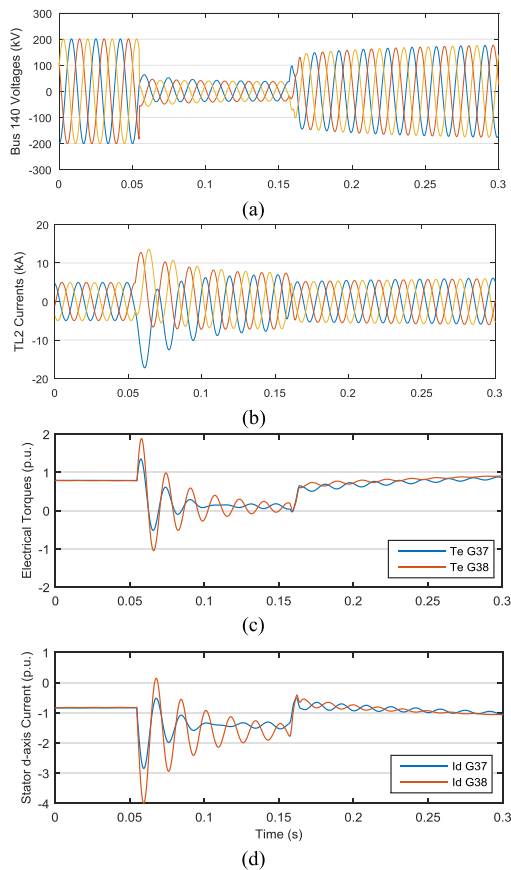 Bus 140 Voltages (kV)
300
200
100
0
-100
-200
-300
0 0.05 0.1 0.15 0.2 0.25 0.3
(a)
TL2 Currents (kA)
20
10
0
-10
-20
0 0.05 0.1 0.15 0.2 0.25 0.3
(b)
Electrical Torques (p.u.)
2
1
0
-1
2
Te G37
Te G38
0 0.05 0.1 0.15 0.2 0.25 0.3
(c)
Stator d-axis Current (p.u.)
1
0
-1
-2
-3
-4
Id G37
Id G38
0 0.05 0.1 0.15 0.2 0.25 0.3
Time (s)
(d)